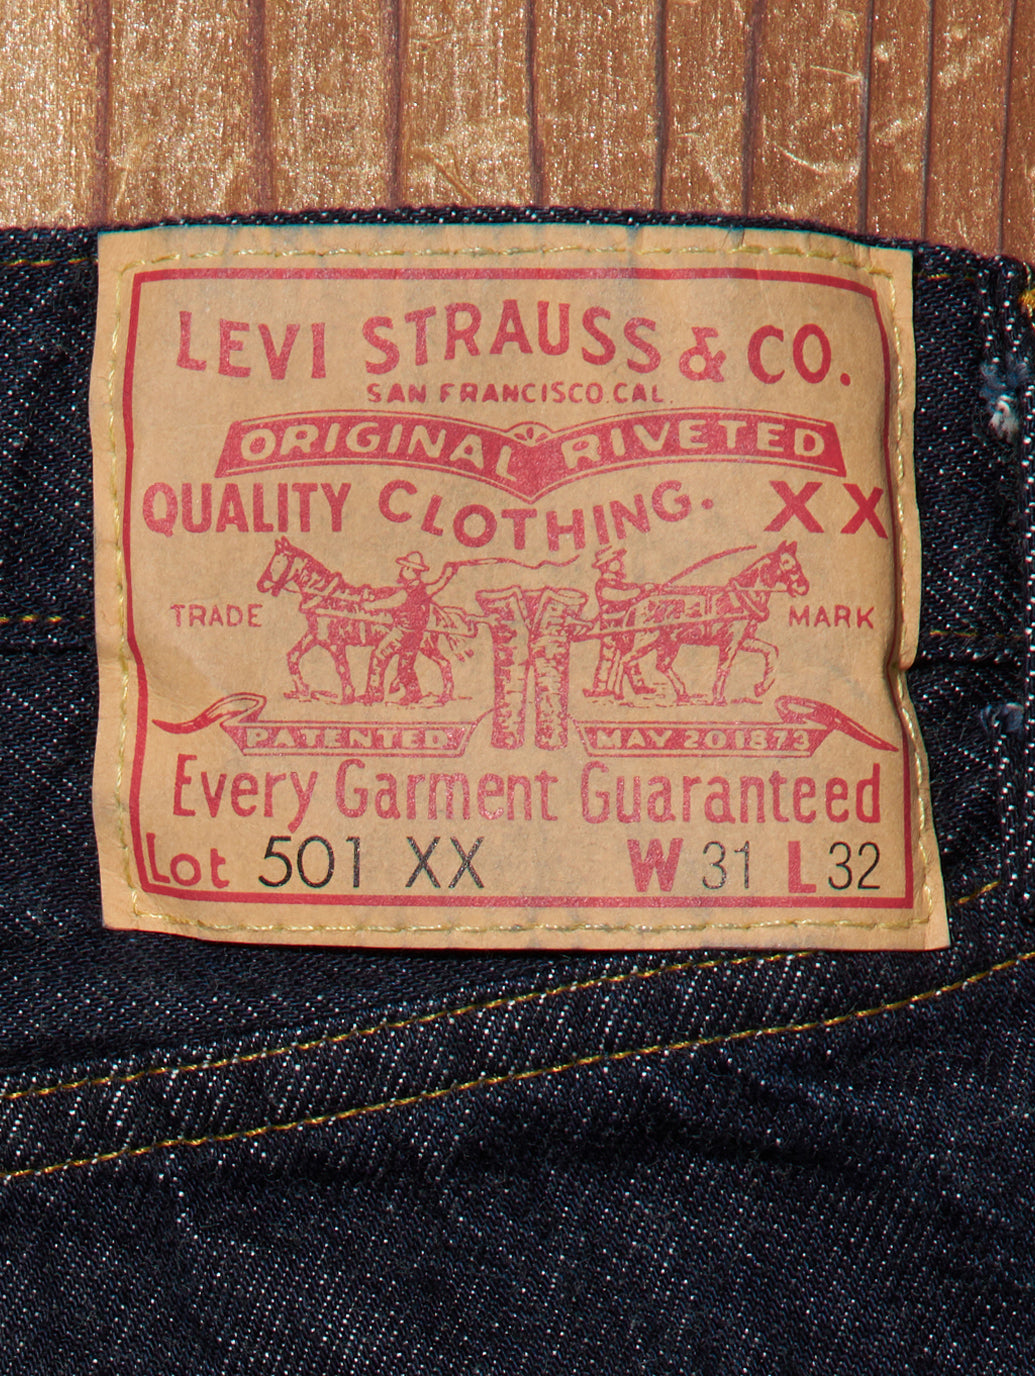 LEVI STRAUSS & CO.
SAN FRANCISCO.CAL.
ORIGINAL RIVETED
QUALITY CLOTHING. XX
TRADE MARK
PATENTED MAY 20 1873
Every Garment Guaranteed
Lot 501 XX W 31 L 32